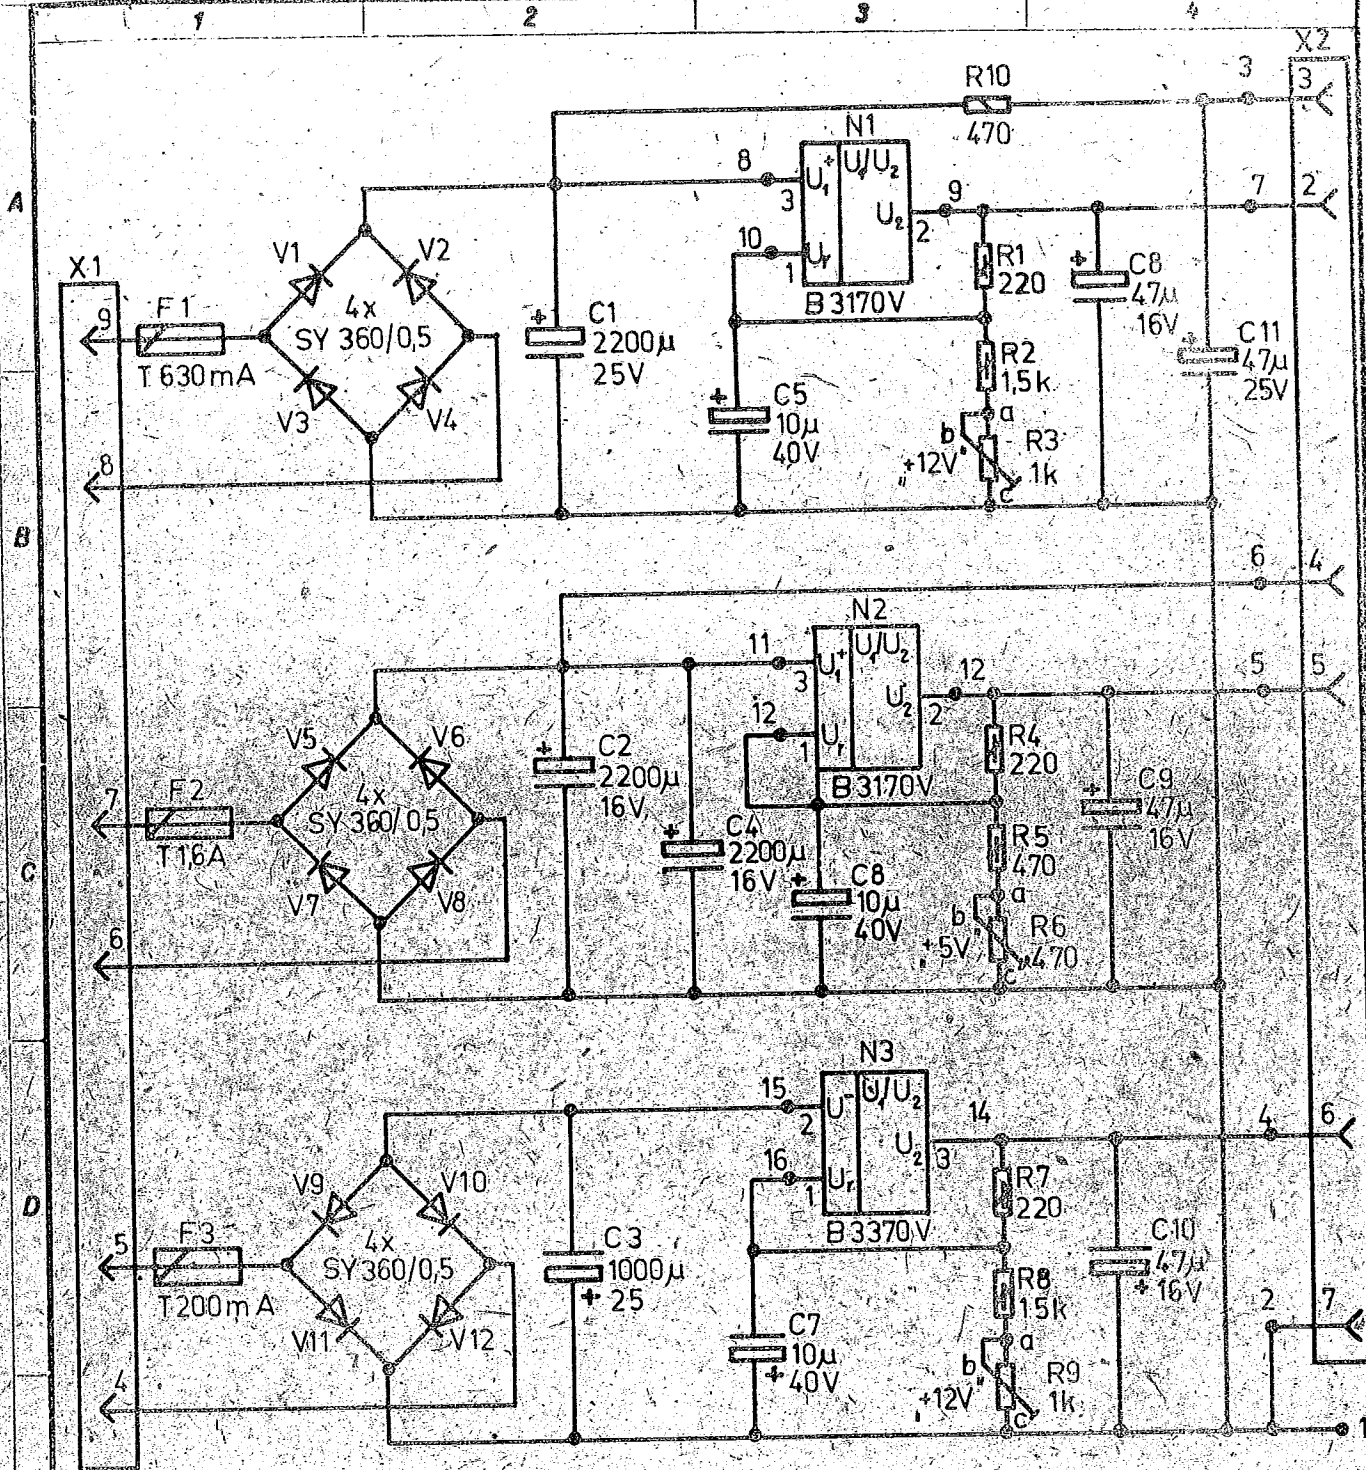 1 2 3 4
X2
R10
470
3
3
N1
U₁⁺ U₁/U₂
8
3
9
7
2
U₂
2
10
Uᵣ
1
B 3170V
A
V1 V2
4x
SY 360/0,5
V3 V4
X1
9
F1
T 630mA
8
+
C1
2200µ
25V
R1
220
+
C8
47µ
16V
R2
1,5k
+
C11
47µ
25V
+
C5
10µ
40V
a
b
R3
1k
"+12V"
c
B
6
4
N2
11
U₁⁺ U₁/U₂
3
12
5
5
U₂
2
12
Uᵣ
1
B 3170V
V5 V6
4x
SY 360/0,5
V7 V8
7
F2
T 1,6A
6
+
C2
2200µ
16V
R4
220
+
C9
47µ
16V
+
C4
2200µ
16V
R5
470
+
C8
10µ
40V
a
b
R6
470
"+5V"
c
C
N3
15
U⁻ U₁/U₂
2
14
4
6
U₂
3
16
Uᵣ
1
B 3370V
V9 V10
4x
SY 360/0,5
V11 V12
D
5
F3
T 200mA
4
C3
1000µ
+ 25
R7
220
C10
47µ
+ 16V
R8
1,5k
2
7
C7
10µ
+ 40V
a
b
R9
1k
"+12V"
c
1